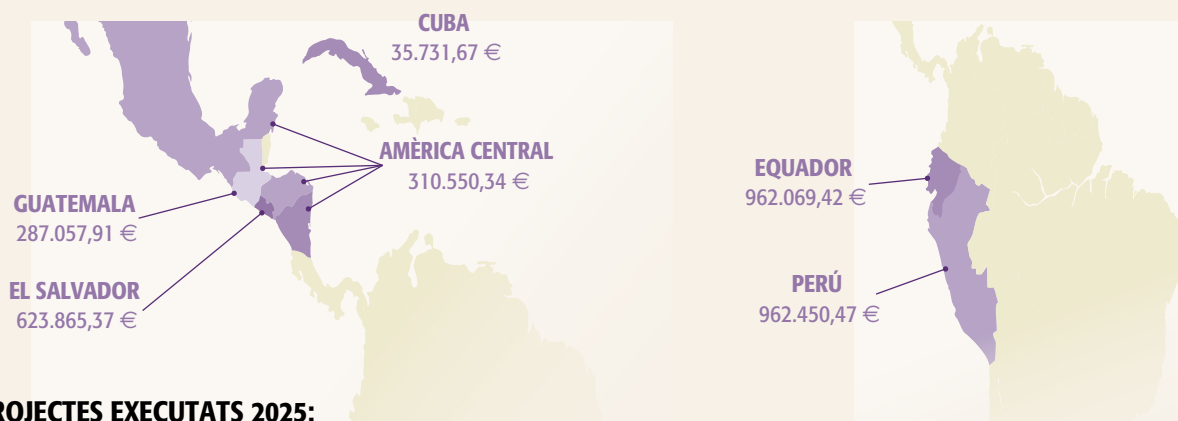 CUBA
35.731,67 €
AMÈRICA CENTRAL
310.550,34 €
GUATEMALA
287.057,91 €
EL SALVADOR
623.865,37 €
EQUADOR
962.069,42 €
PERÚ
962.450,47 €
ROJECTES EXECUTATS 2025: